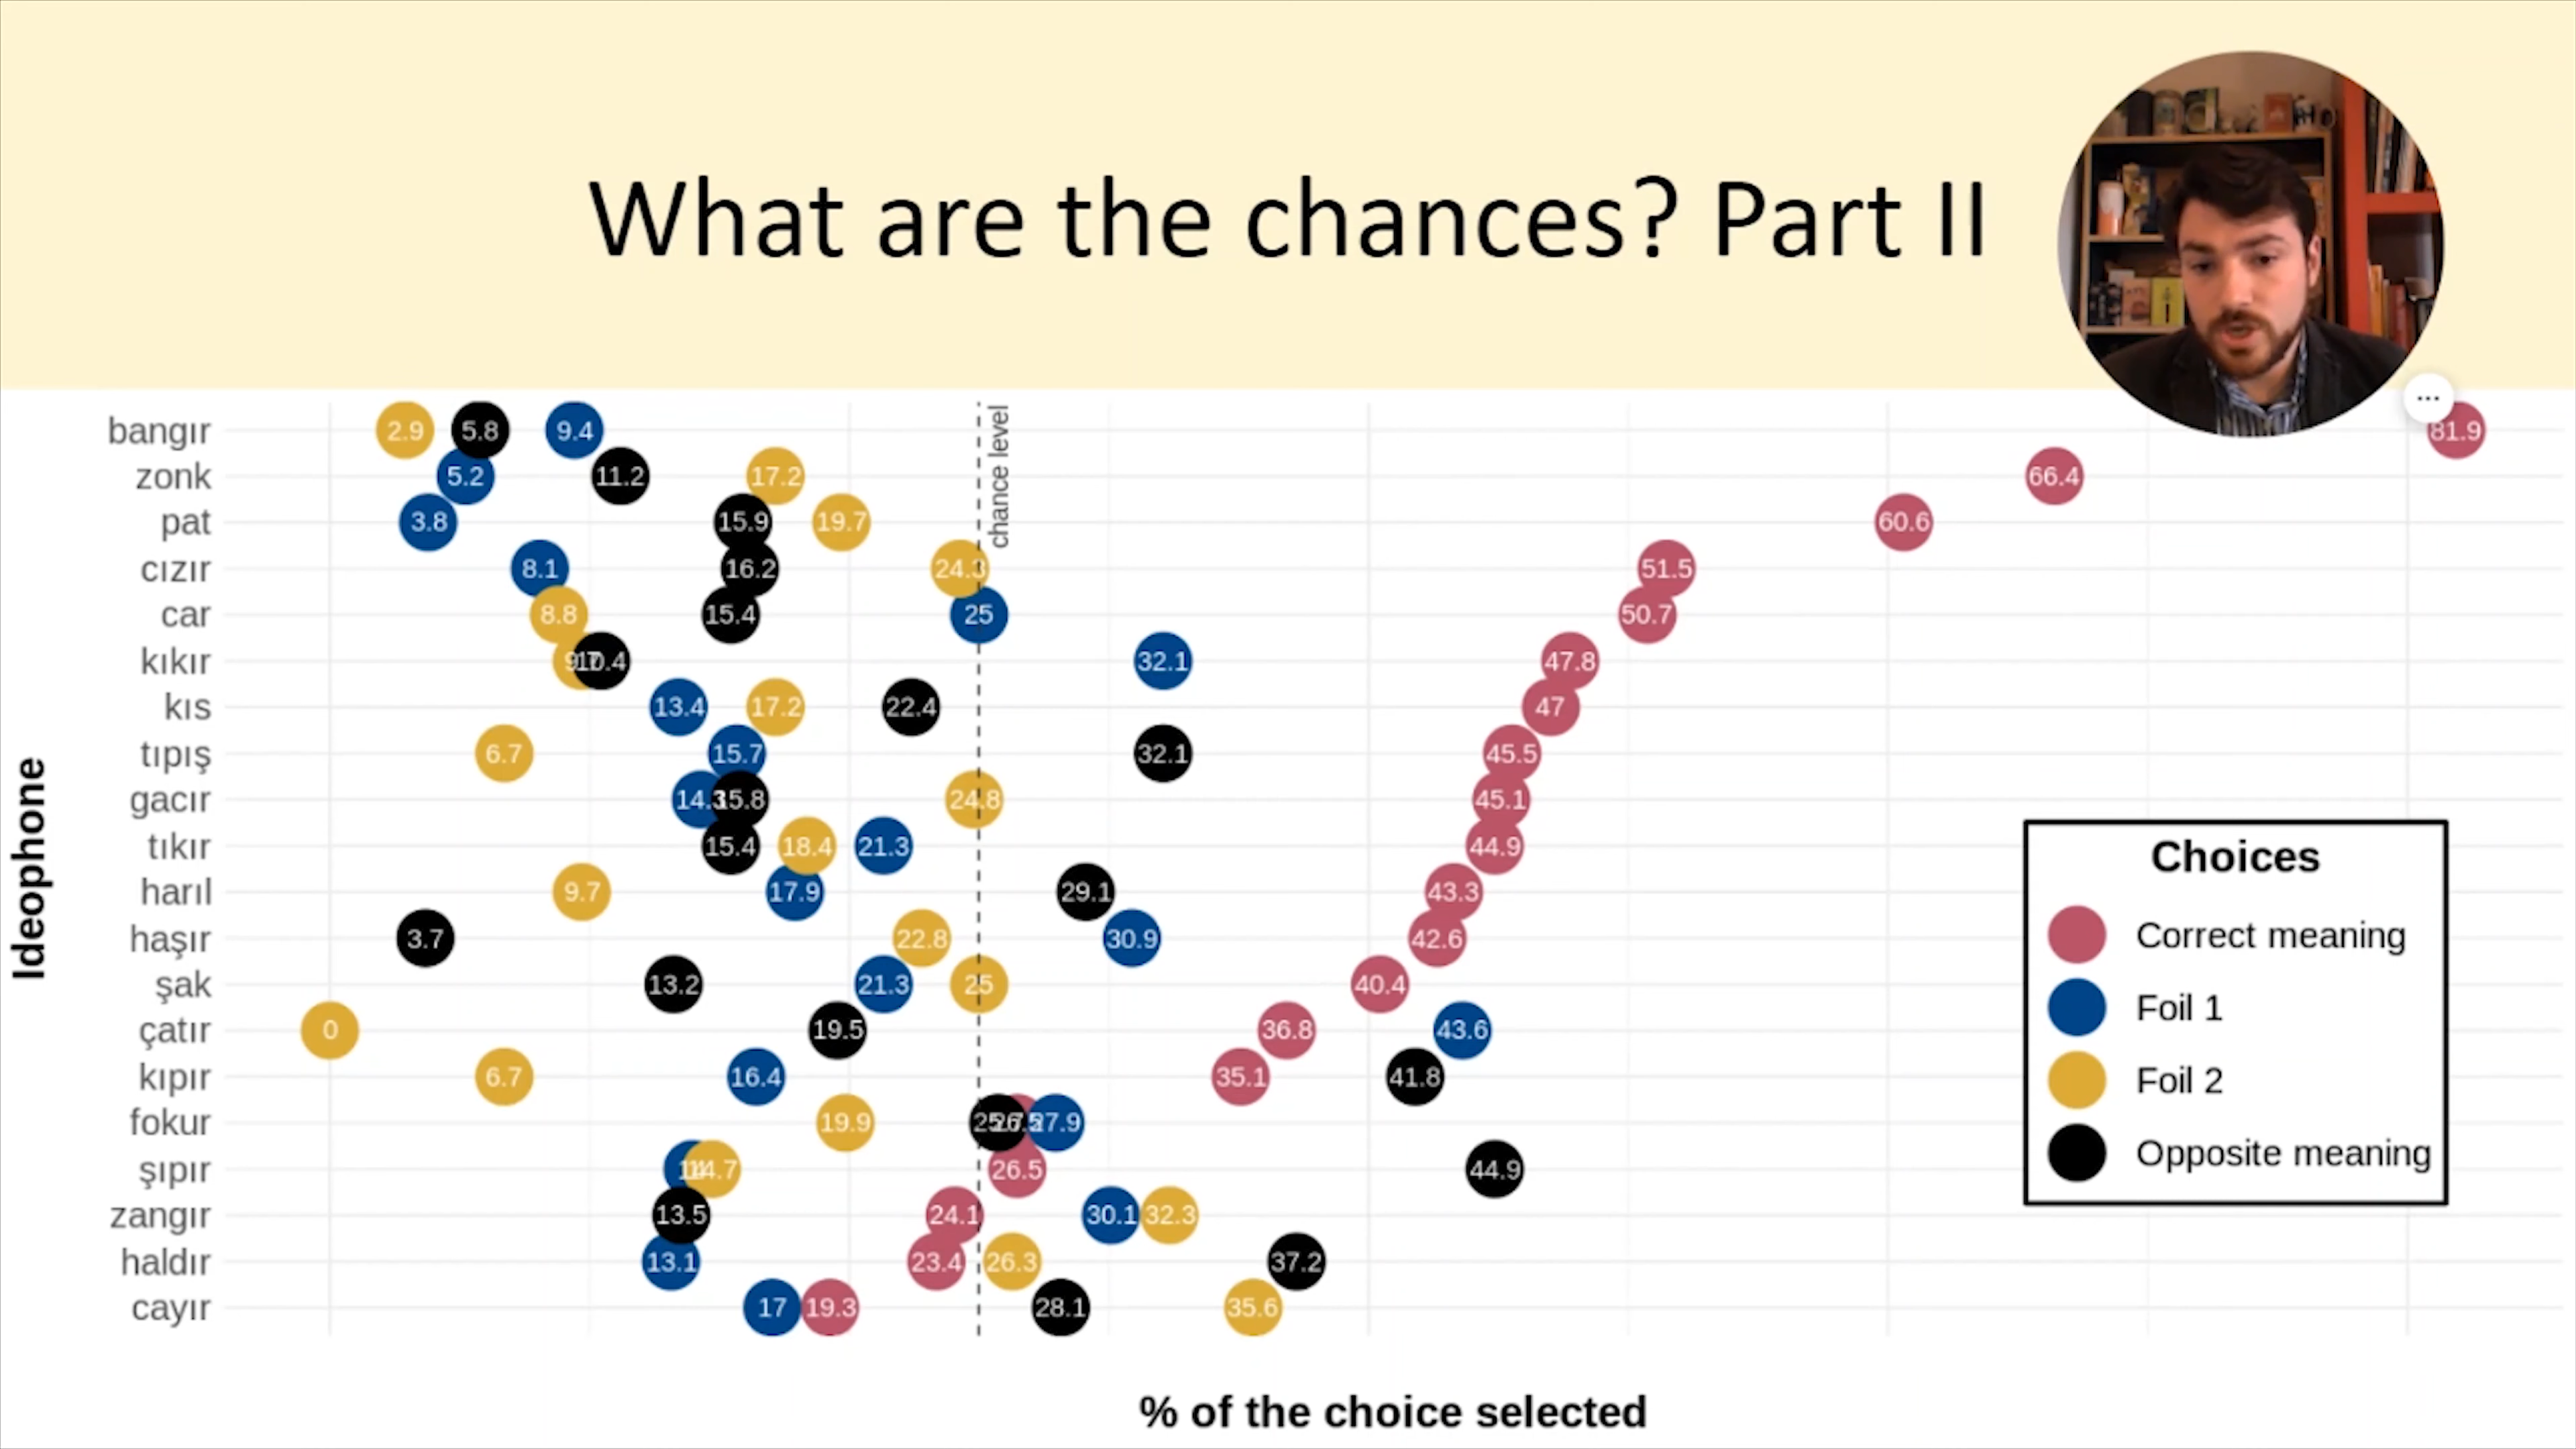 What are the chances? Part II
chance level
bangır 2.9 5.8 9.4 81.9
zonk 5.2 11.2 17.2 66.4
pat 3.8 15.9 19.7 60.6
cızır 8.1 16.2 24.3 51.5
car 8.8 15.4 25 50.7
kıkır 9.7 10.4 32.1 47.8
kıs 13.4 17.2 22.4 47
tıpış 6.7 15.7 32.1 45.5
gacır 14.3 15.8 24.8 45.1
tıkır 15.4 18.4 21.3 44.9
harıl 9.7 17.9 29.1 43.3
haşır 3.7 22.8 30.9 42.6
şak 13.2 21.3 25 40.4
çatır 0 19.5 36.8 43.6
kıpır 6.7 16.4 35.1 41.8
fokur 19.9 26.5 27.9
şıpır 14 14.7 26.5 44.9
zangır 13.5 24.1 30.1 32.3
haldır 13.1 23.4 26.3 37.2
cayır 17 19.3 28.1 35.6
Ideophone
% of the choice selected
Choices
Correct meaning
Foil 1
Foil 2
Opposite meaning